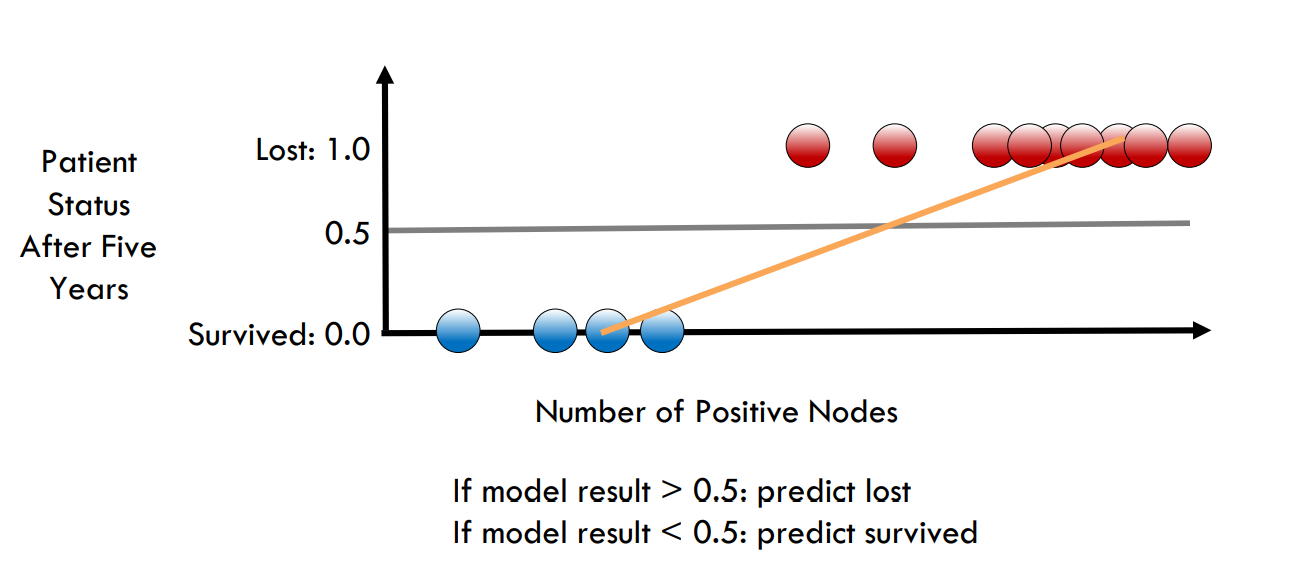 Patient
Status
After Five
Years
Lost: 1.0
0.5
Survived: 0.0
Number of Positive Nodes
If model result > 0.5: predict lost
If model result < 0.5: predict survived